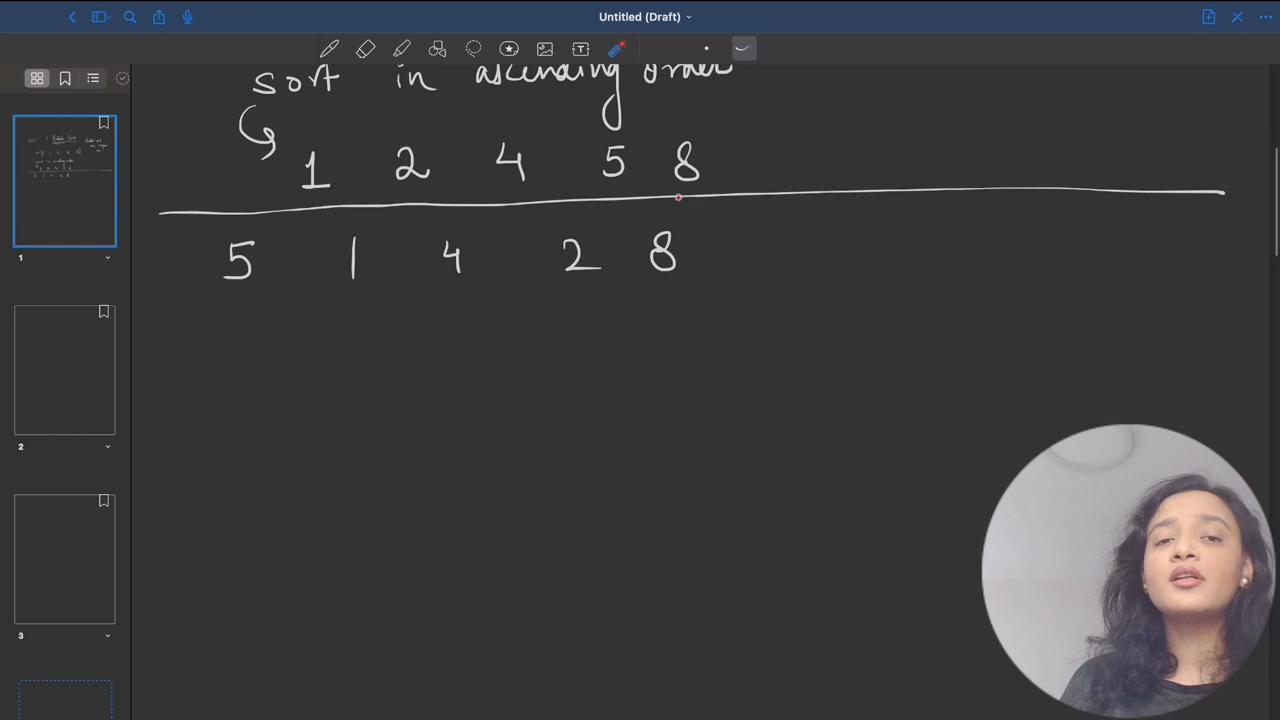 Untitled (Draft)
sort in ascending order
1 2 4 5 8
5 1 4 2 8
1
2
3